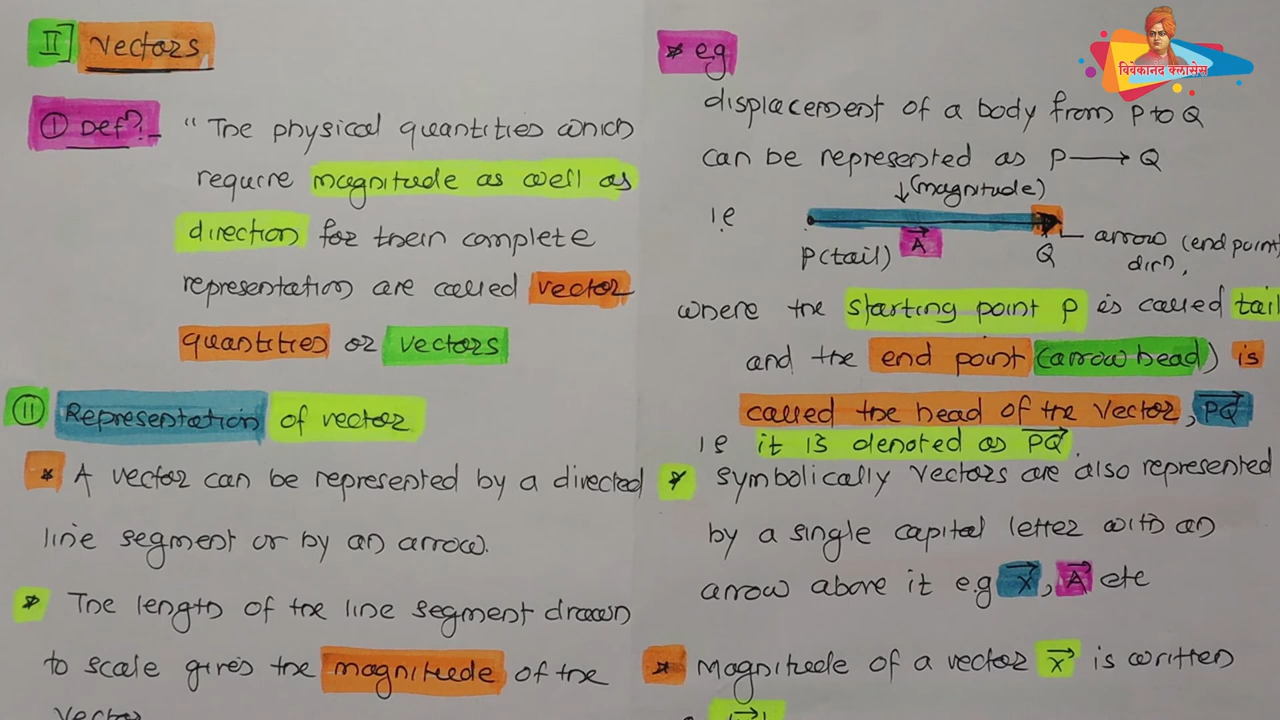 II] Vectors
① Defn:- "The physical quantities which
require magnitude as well as
direction for their complete
representation are called vector
quantities or vectors
② Representation of vector
* A vector can be represented by a directed
line segment or by an arrow.
* The length of the line segment drawn
to scale gives the magnitude of the
vector
* e.g
displacement of a body from P to Q
can be represented as P⟶Q
↓(magnitude)
i.e
P(tail) A⃗ Q arrow (end point)
dirn,
where the starting point P is called tail
and the end point (arrow head) is
called the head of the vector, P⃗Q⃗
ie it is denoted as P⃗Q⃗.
* Symbolically vectors are also represented
by a single capital letter with an
arrow above it e.g X⃗, A⃗ etc
* Magnitude of a vector X⃗ is written
विवेकानंद क्लासेस